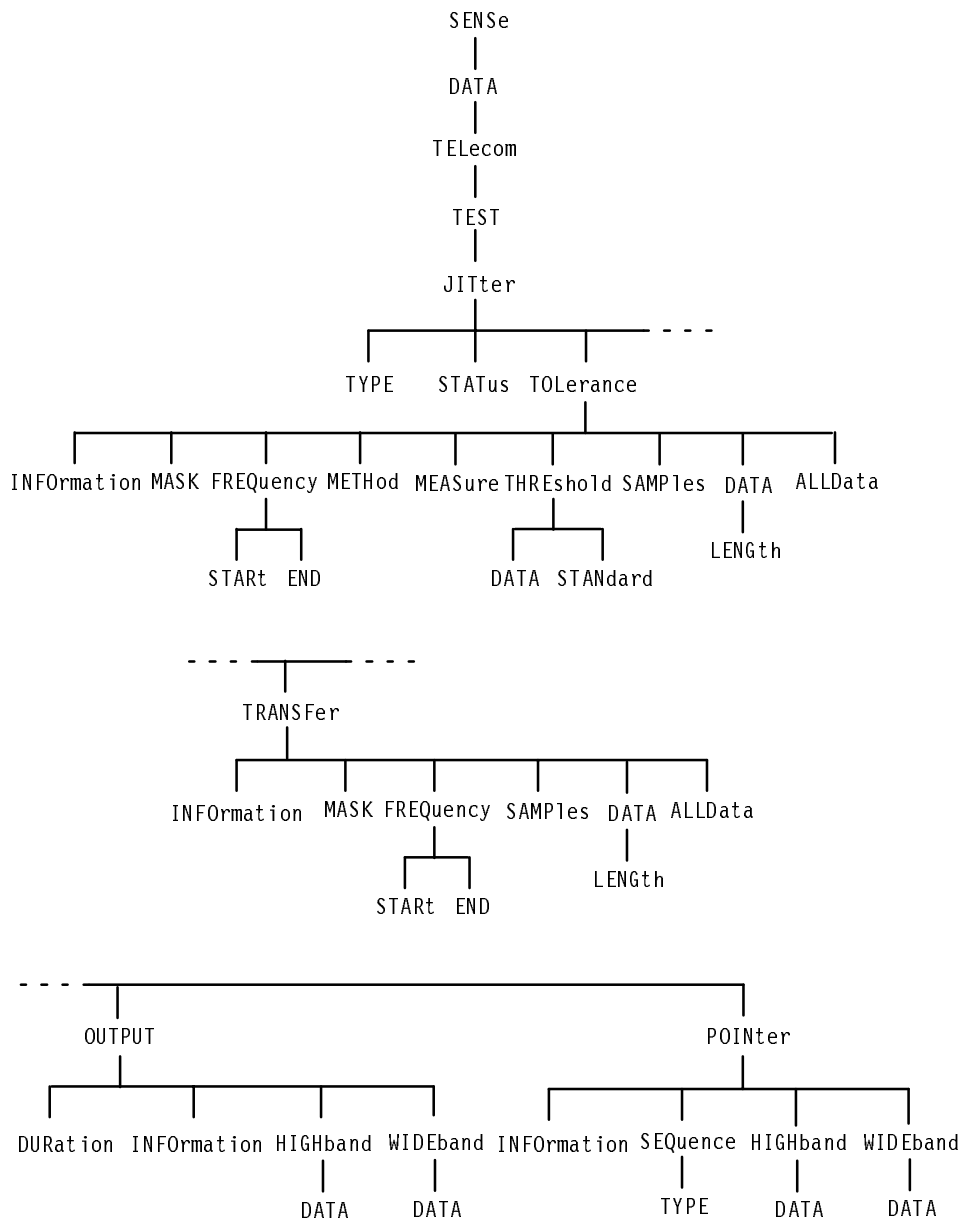 SENSe
DATA
TELecom
TEST
JITter
TYPE STATus TOLerance
INFOrmation MASK FREQuency METHod MEASure THREshold SAMPles DATA ALLData
LENGth
STARt END DATA STANdard
TRANSFer
INFOrmation MASK FREQuency SAMPles DATA ALLData
LENGth
STARt END
OUTPUT POINter
DURation INFOrmation HIGHband WIDEband INFOrmation SEQuence HIGHband WIDEband
DATA DATA TYPE DATA DATA